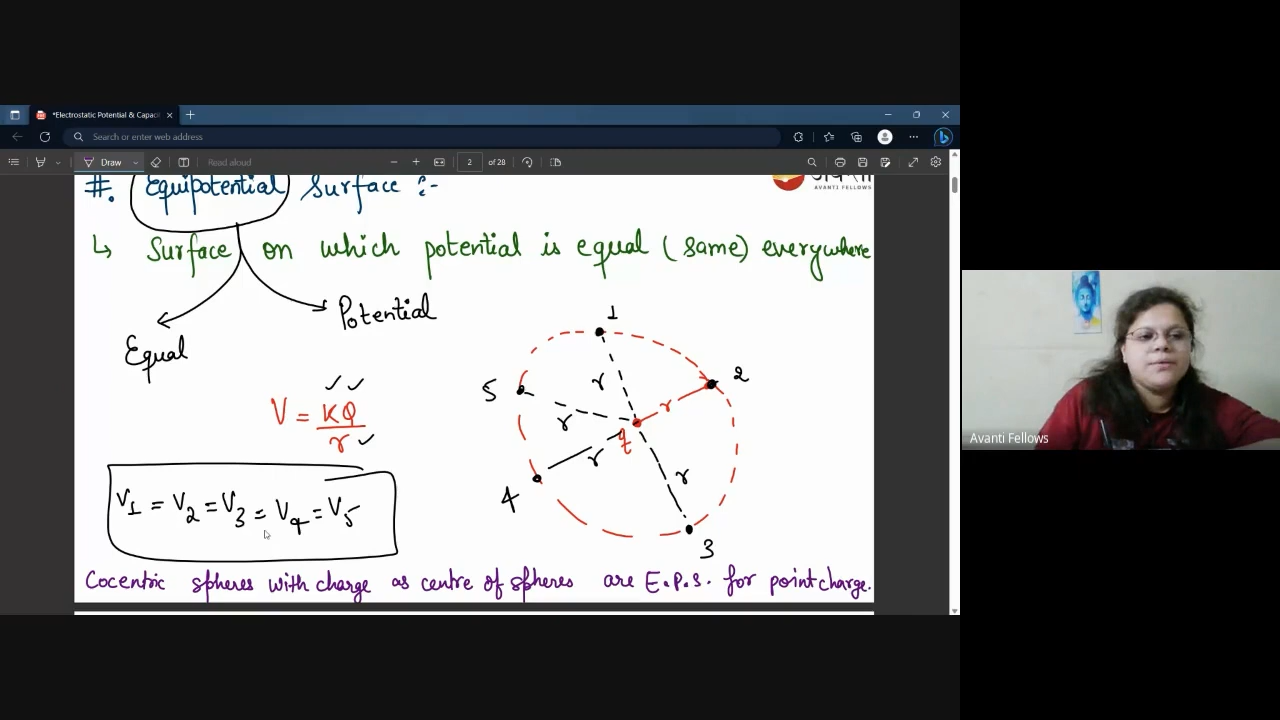 *Electrostatic Potential & Capaci
Search or enter web address
Draw
Read aloud
2 of 28
#. Equipotential Surface :-
AVANTI FELLOWS
↳ Surface on which potential is equal (same) everywhere
Equal
Potential
V = KQ/r
V1 = V2 = V3 = V4 = V5
1
2
3
4
5
r
r
r
r
r
q
Cocentric spheres with charge as centre of spheres are E.P.S. for point charge.
Avanti Fellows